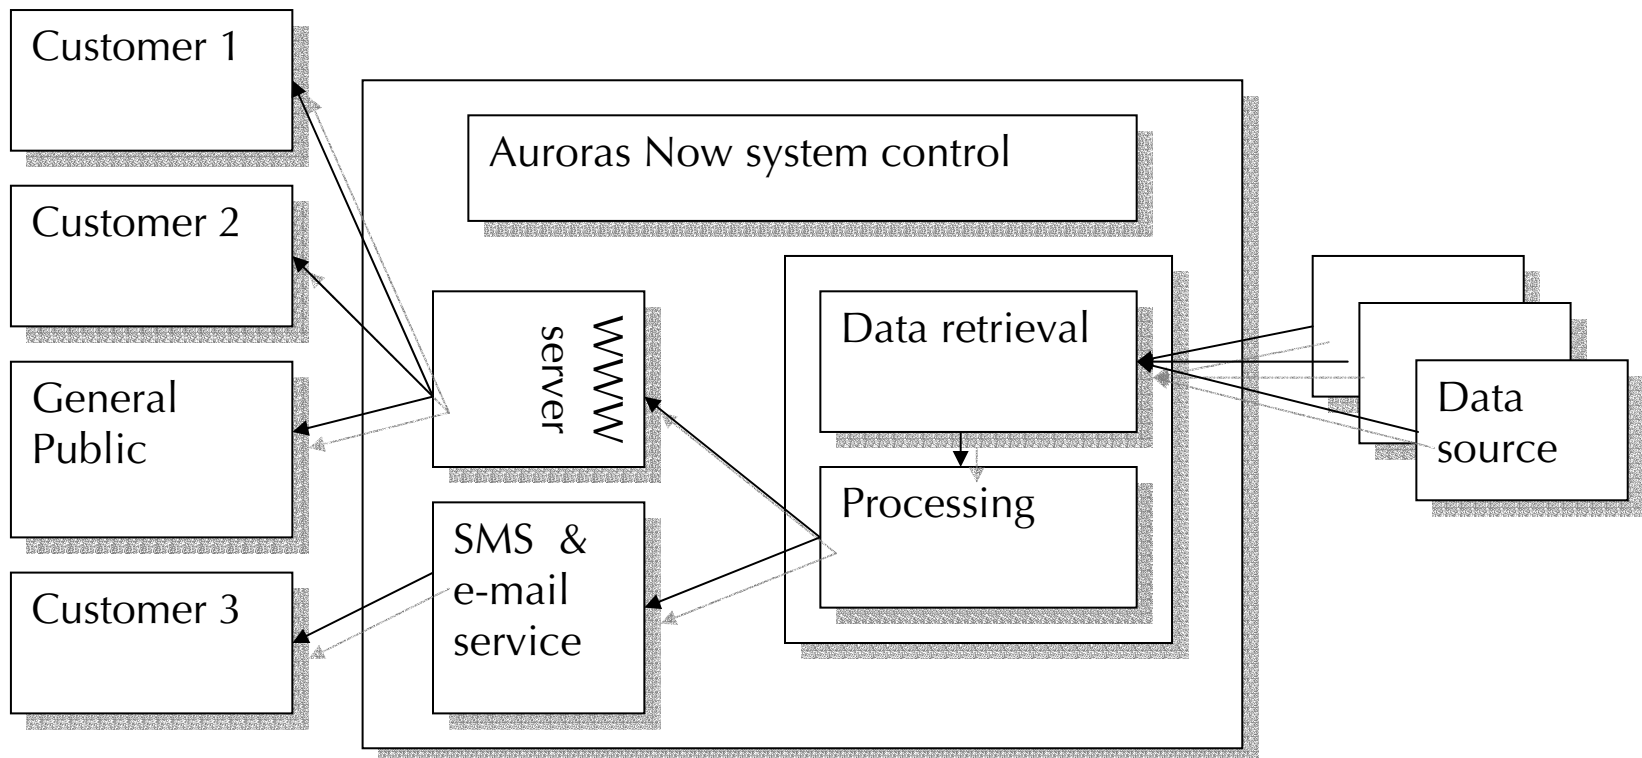 Customer 1
Auroras Now system control
Customer 2
WWW
server
Data retrieval
General
Public
Data
source
Processing
SMS & 
e-mail
service
Customer 3